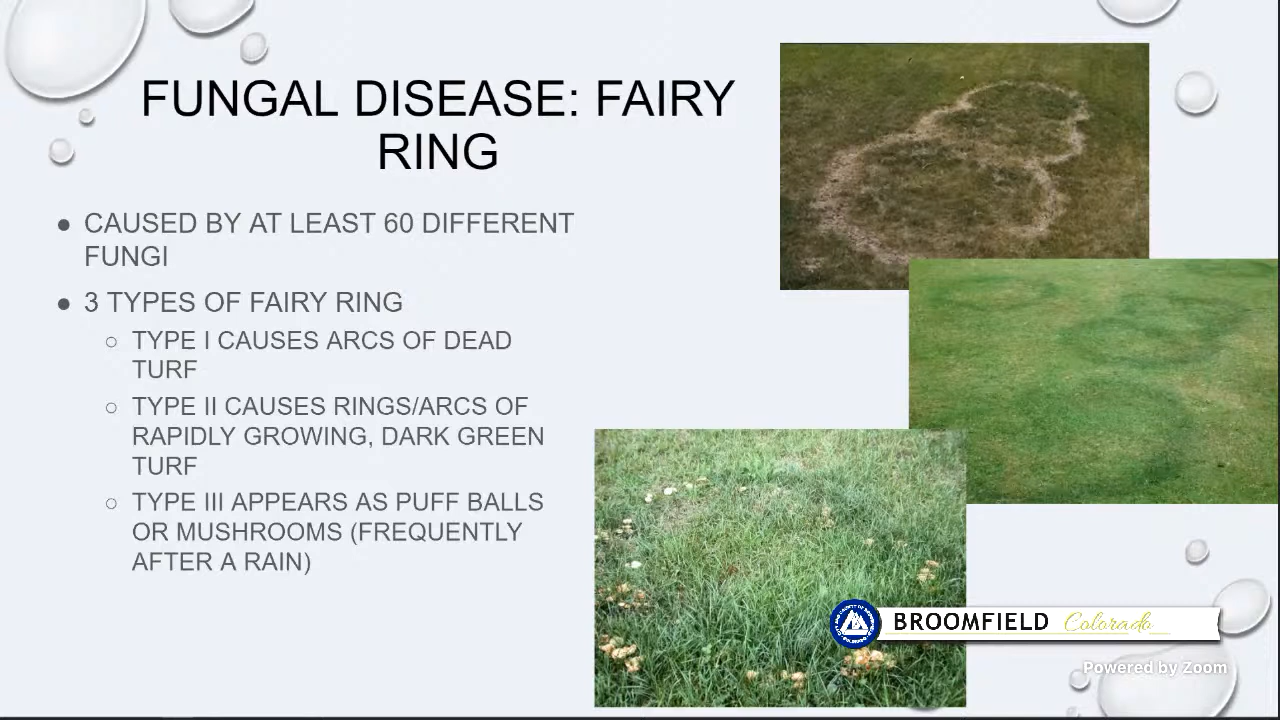 FUNGAL DISEASE: FAIRY
RING
● CAUSED BY AT LEAST 60 DIFFERENT
FUNGI
● 3 TYPES OF FAIRY RING
○ TYPE I CAUSES ARCS OF DEAD
TURF
○ TYPE II CAUSES RINGS/ARCS OF
RAPIDLY GROWING, DARK GREEN
TURF
○ TYPE III APPEARS AS PUFF BALLS
OR MUSHROOMS (FREQUENTLY
AFTER A RAIN)
BROOMFIELD Colorado
Powered by Zoom